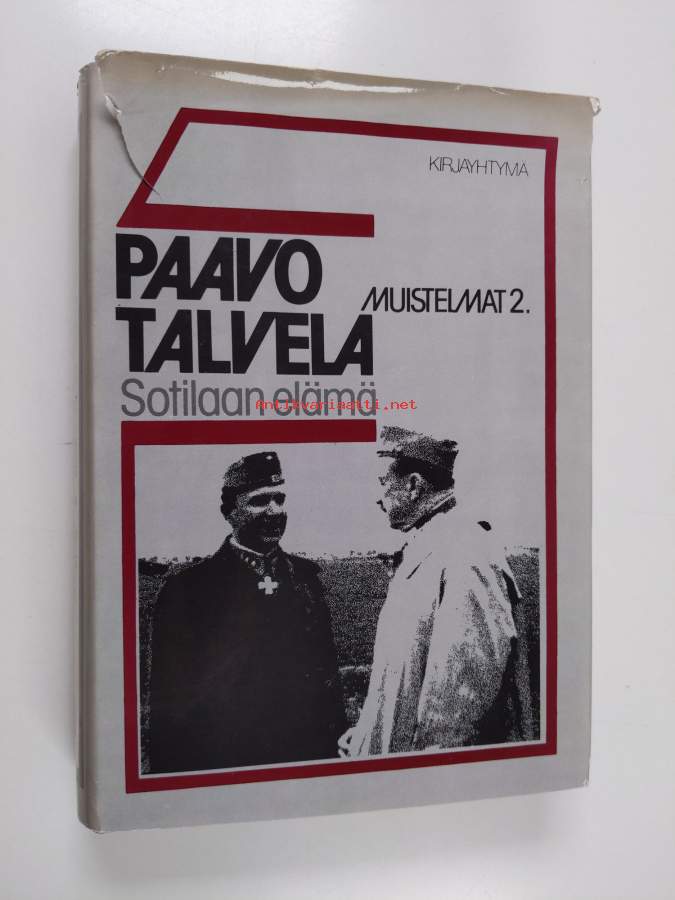 KIRJAYHTYMÄ
PAAVO
TALVELA
MUISTELMAT 2.
Sotilaan elämä
Antikvariaatti.net